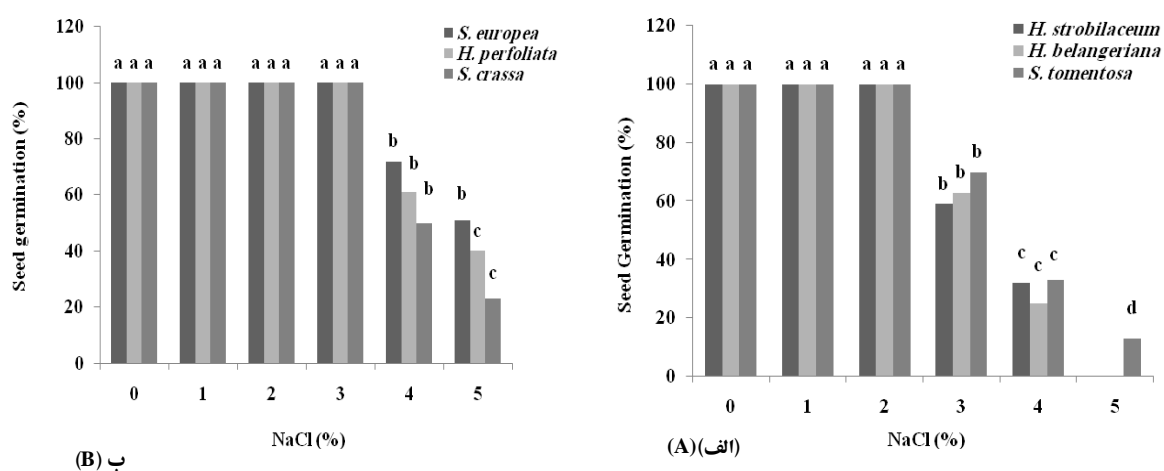 120
100
80
60
40
20
0
Seed germination (%)
S. europea
H. perfoliata
S. crassa
a a a a a a a a a a a a
b b b
b c c
0 1 2 3 4 5
NaCl (%)
ب (B)
120
100
80
60
40
20
0
Seed Germination (%)
H. strobilaceum
H. belangeriana
S. tomentosa
a a a a a a a a a
b b b
c c c
d
0 1 2 3 4 5
NaCl (%)
(الف) (A)